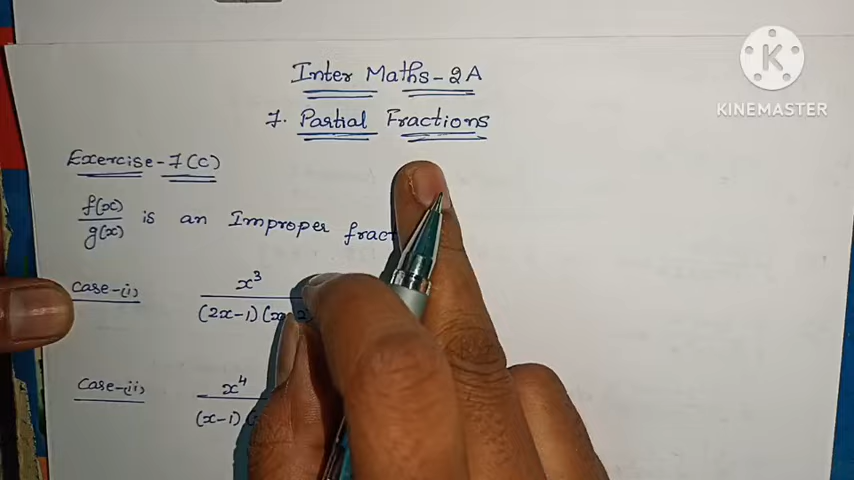 Inter Maths-2A
K
KINEMASTER
7. Partial Fractions
Exercise-7(C)
f(x)/g(x) is an Improper
Case-(i) x³/(2x-1)
Case-(ii) x⁴/(x-1)